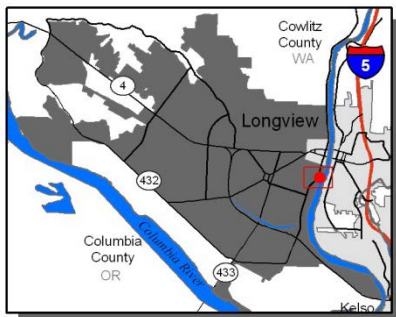 Cowlitz
County
WA
5
4
Longview
432
Columbia
County
OR
Columbia River
433
Kelso